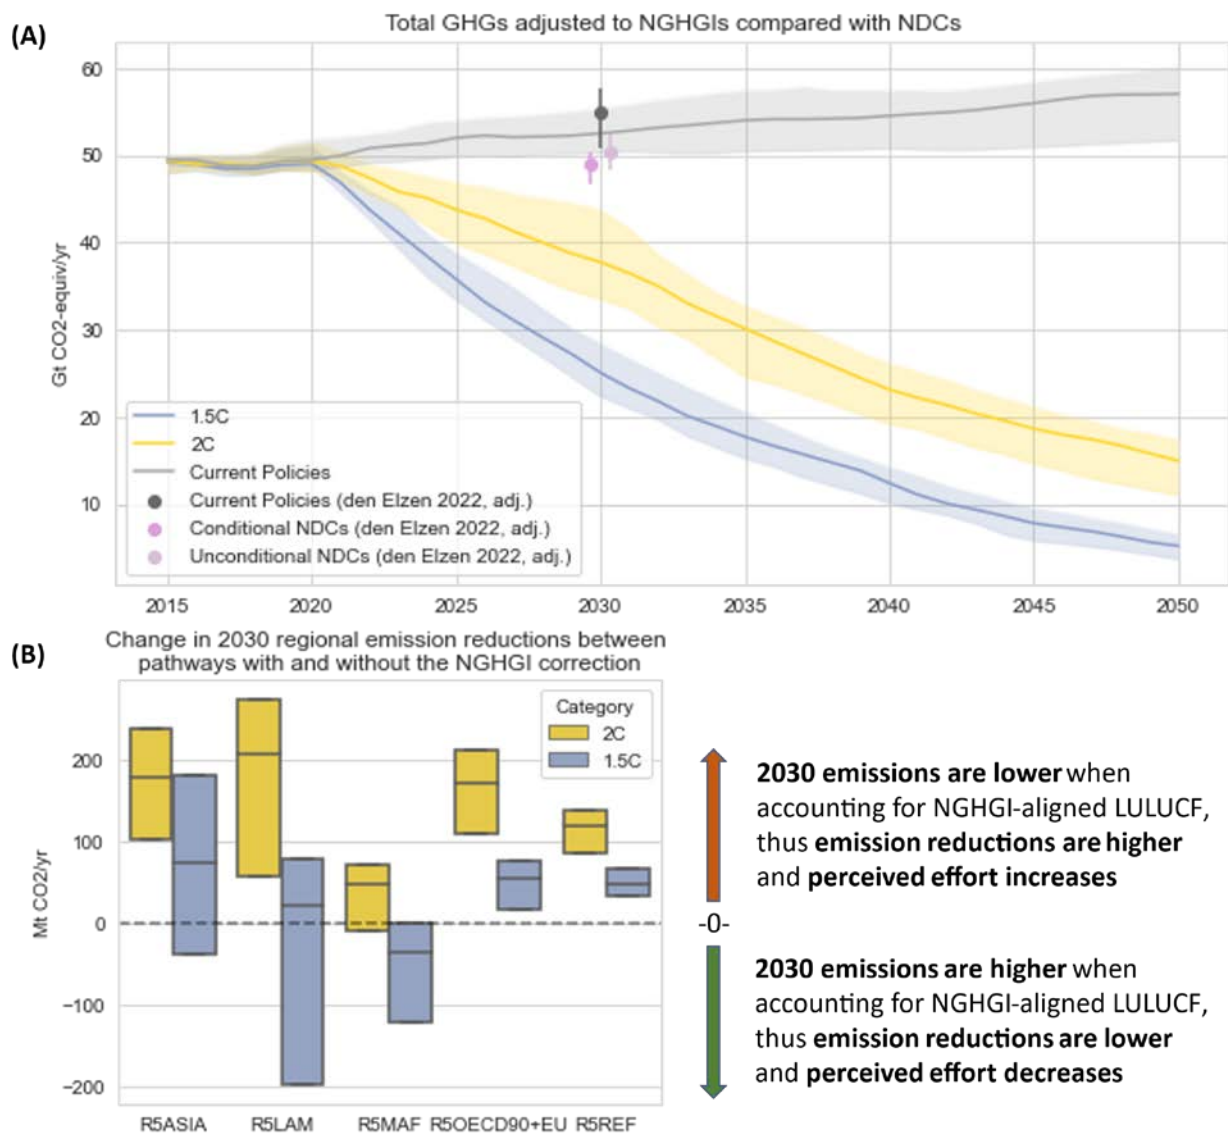 (A)
Total GHGs adjusted to NGHGIs compared with NDCs
Gt CO2-equiv/yr
60
50
40
30
20
10
1.5C
2C
Current Policies
Current Policies (den Elzen 2022, adj.)
Conditional NDCs (den Elzen 2022, adj.)
Unconditional NDCs (den Elzen 2022, adj.)
2015 2020 2025 2030 2035 2040 2045 2050
(B)
Change in 2030 regional emission reductions between
pathways with and without the NGHGI correction
Mt CO2/yr
200
100
0
−100
−200
Category
2C
1.5C
R5ASIA R5LAM R5MAF R5OECD90+EU R5REF
2030 emissions are lower when
accounting for NGHGI-aligned LULUCF,
thus emission reductions are higher
and perceived effort increases
-0-
2030 emissions are higher when
accounting for NGHGI-aligned LULUCF,
thus emission reductions are lower
and perceived effort decreases